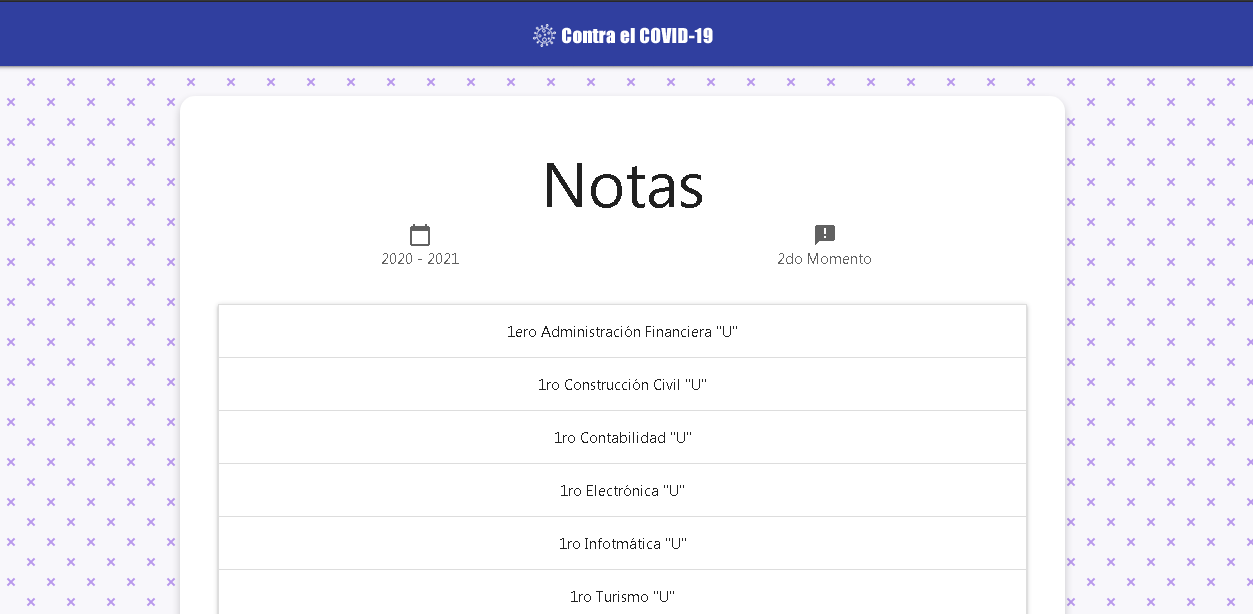 Contra el COVID-19
Notas
2020 - 2021
2do Momento
1ero Administración Financiera "U"
1ro Construcción Civil "U"
1ro Contabilidad "U"
1ro Electrónica "U"
1ro Infotmática "U"
1ro Turismo "U"